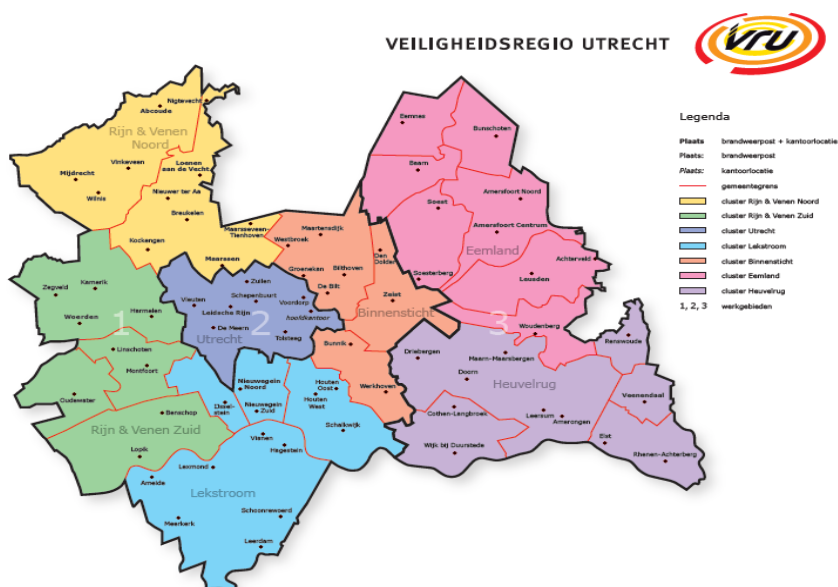 VEILIGHEIDSREGIO UTRECHT
vru
Legenda
Plaats brandweerpost + kantoorlocatie
Plaats: brandweerpost
Plaats: kantoorlocatie
gemeentegrens
cluster Rijn & Venen Noord
cluster Rijn & Venen Zuid
cluster Utrecht
cluster Lekstroom
cluster Binnensticht
cluster Eemland
cluster Heuvelrug
1, 2, 3 werkgebieden
Rijn & Venen
Noord
Nigtevecht
Abcoude
Vinkeveen
Loenen
aan de Vecht
Mijdrecht
Wilnis
Nieuwer ter Aa
Breukelen
Maarsseveen-
Tienhoven
Kockengen
Maarssen
Eemnes
Bunschoten
Baarn
Soest
Amersfoort Noord
Amersfoort Centrum
Eemland
Achterveld
Soesterberg
Leusden
Woudenberg
3
Maartensdijk
Westbroek
Groenekan
Bilthoven
Den
Dolder
De Bilt
Zeist
Binnensticht
Bunnik
Werkhoven
Zuilen
Vleuten
Schepenbuurt
Leidsche Rijn
Voordorp
hoofdkantoor
De Meern
Tolsteeg
Utrecht
2
Zegveld
Kamerik
Woerden
Harmelen
1
Linschoten
Montfoort
Oudewater
Benschop
Rijn & Venen Zuid
Lopik
IJssel-
stein
Nieuwegein
Noord
Nieuwegein
Zuid
Houten
Oost
Houten
West
Schalkwijk
Vianen
Hagestein
Lexmond
Ameide
Lekstroom
Meerkerk
Schoonrewoerd
Leerdam
Driebergen
Maarn-Maarsbergen
Doorn
Heuvelrug
Renswoude
Veenendaal
Cothen-Langbroek
Leersum
Amerongen
Elst
Wijk bij Duurstede
Rhenen-Achterberg